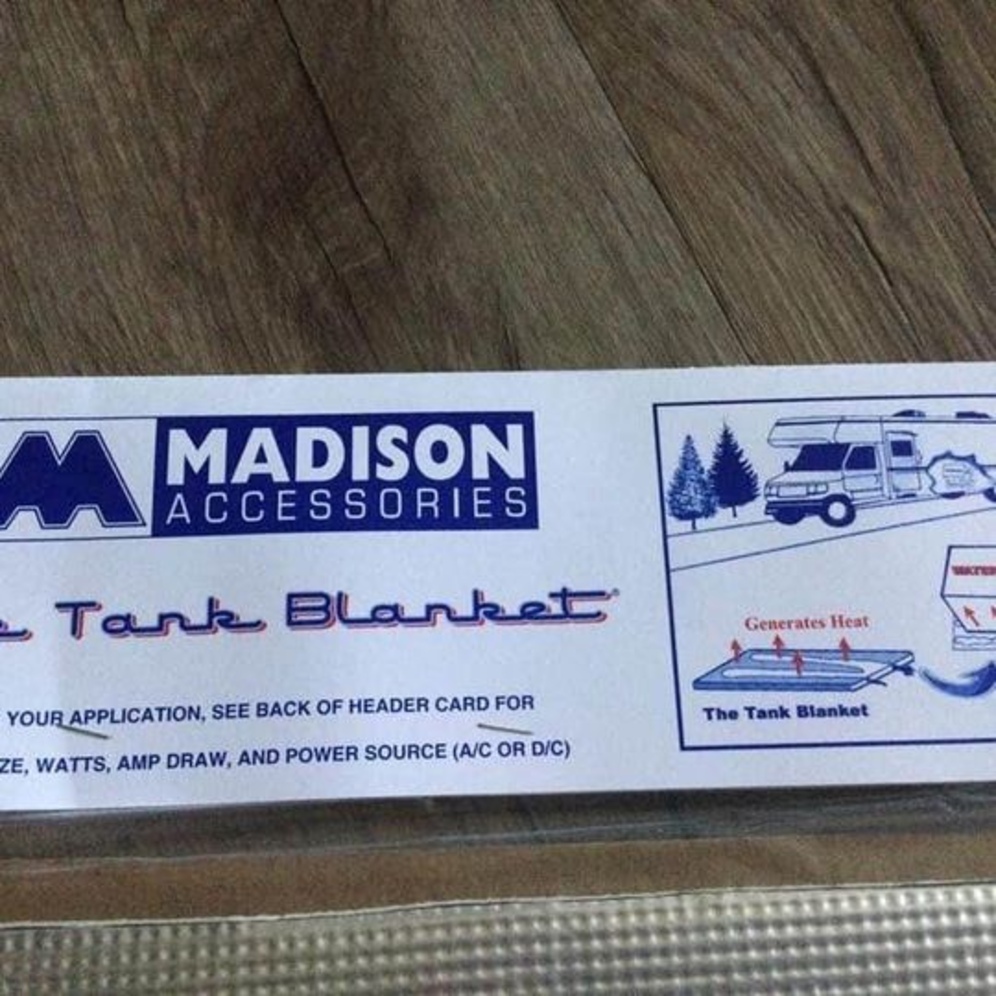 MADISON
ACCESSORIES
Tank Blanket®
YOUR APPLICATION, SEE BACK OF HEADER CARD FOR
ZE, WATTS, AMP DRAW, AND POWER SOURCE (A/C OR D/C)
WATER
Generates Heat
The Tank Blanket